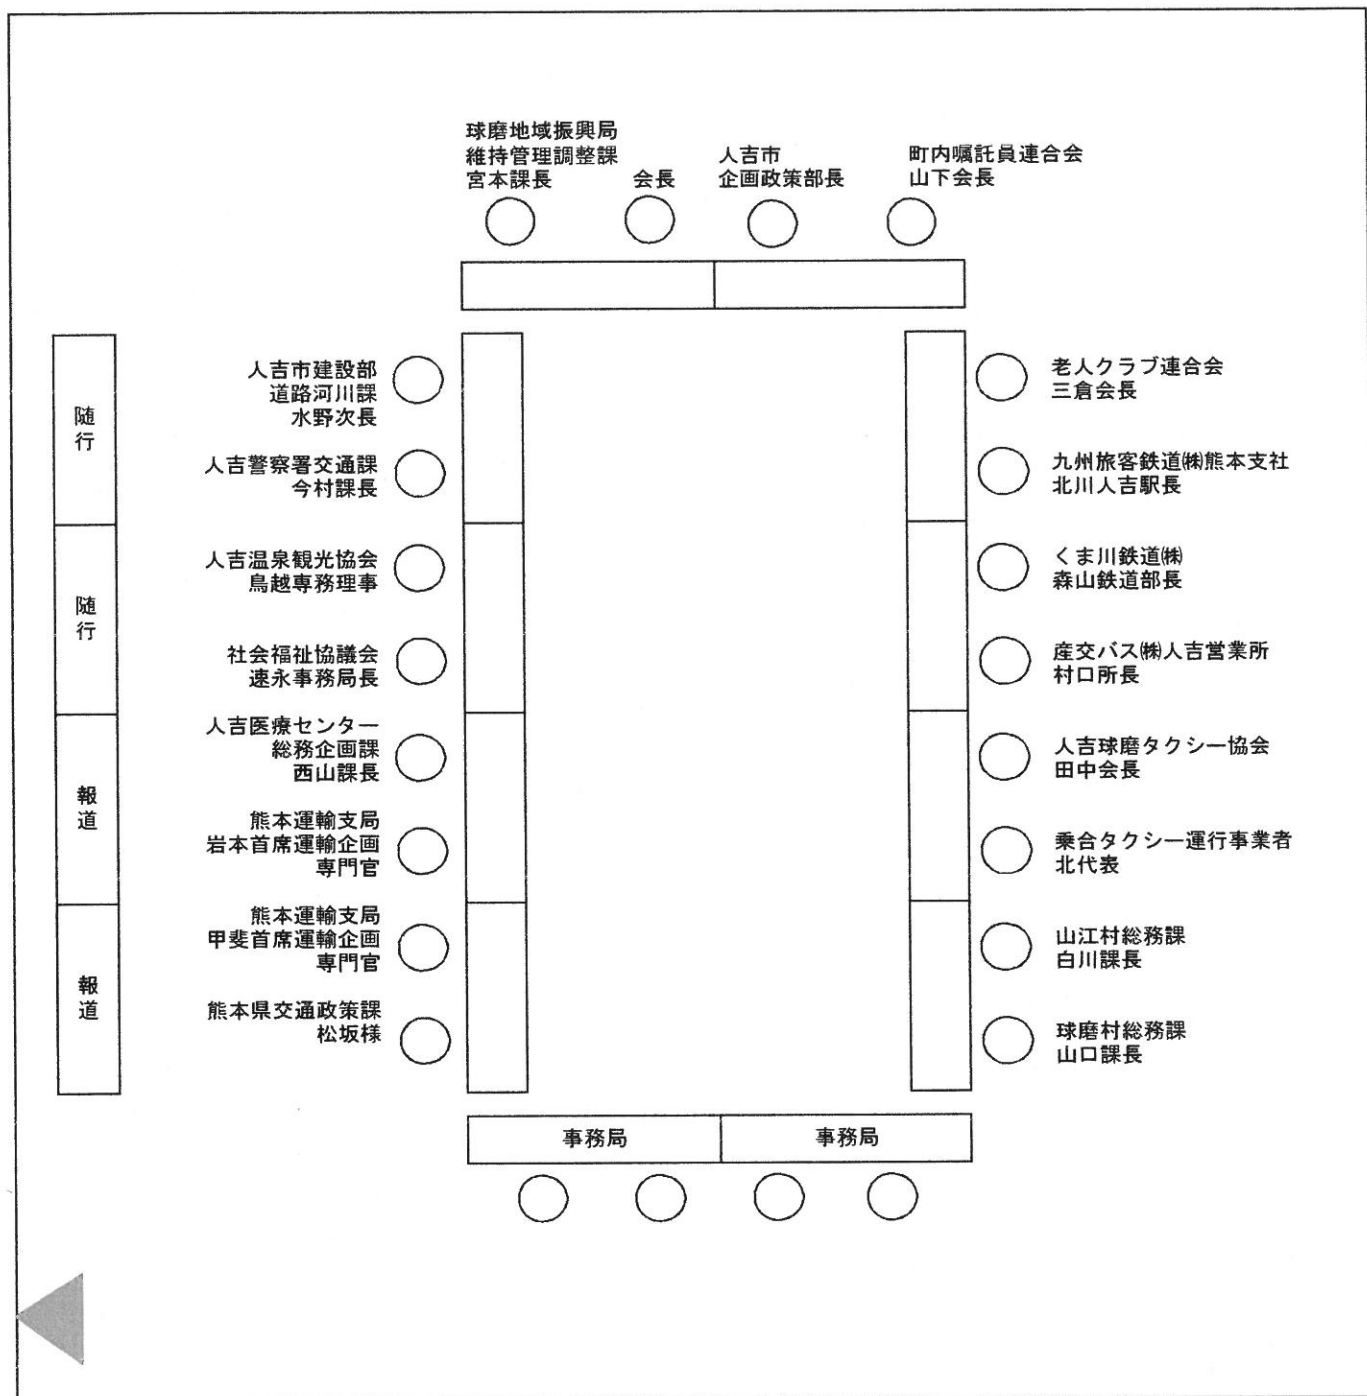 球磨地域振興局
維持管理調整課
宮本課長
会長
人吉市
企画政策部長
町内嘱託員連合会
山下会長
随行
随行
報道
報道
人吉市建設部
道路河川課
水野次長
人吉警察署交通課
今村課長
人吉温泉観光協会
鳥越専務理事
社会福祉協議会
速永事務局長
人吉医療センター
総務企画課
西山課長
熊本運輸支局
岩本首席運輸企画
専門官
熊本運輸支局
甲斐首席運輸企画
専門官
熊本県交通政策課
松坂様
老人クラブ連合会
三倉会長
九州旅客鉄道㈱熊本支社
北川人吉駅長
くま川鉄道㈱
森山鉄道部長
産交バス㈱人吉営業所
村口所長
人吉球磨タクシー協会
田中会長
乗合タクシー運行事業者
北代表
山江村総務課
白川課長
球磨村総務課
山口課長
事務局
事務局